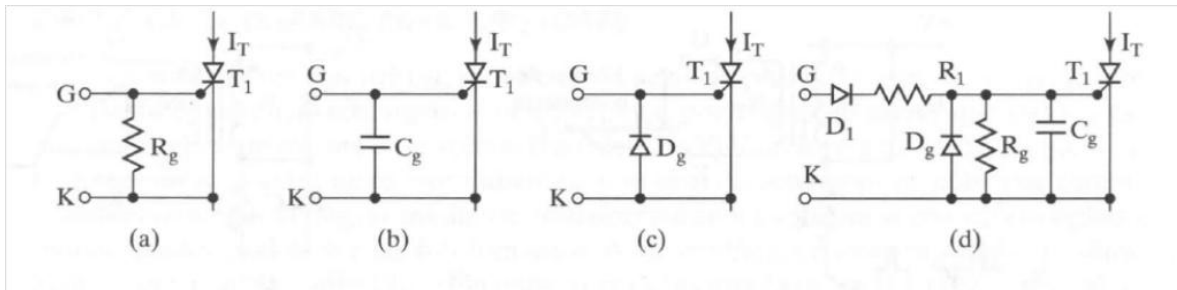 I_T I_T I_T I_T
G T_1 G T_1 G T_1 G R_1 T_1
R_g C_g D_g D_1 D_g R_g C_g
K K K K
(a) (b) (c) (d)